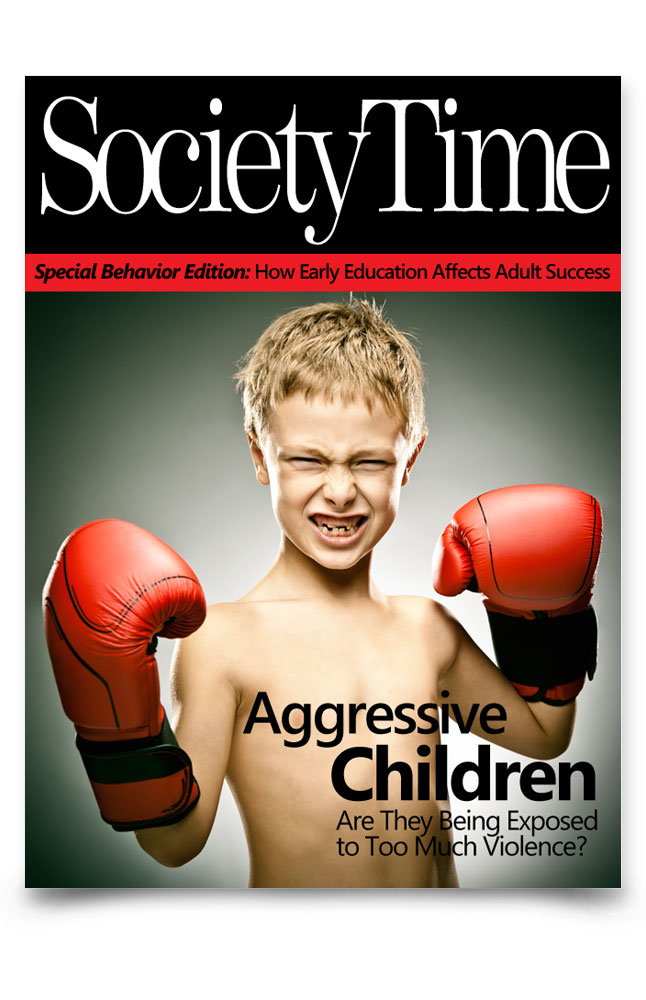 SocietyTime
Special Behavior Edition: How Early Education Affects Adult Success
Aggressive
Children
Are They Being Exposed
to Too Much Violence?